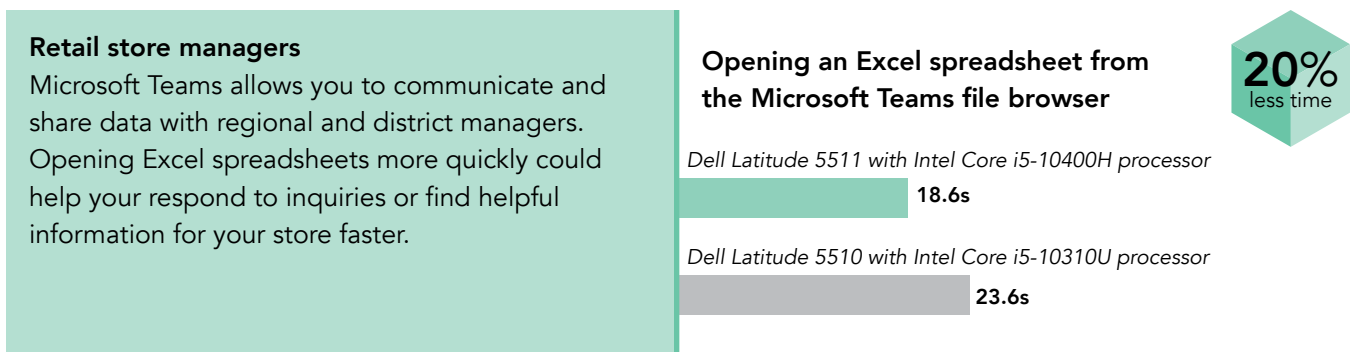 Retail store managers
Microsoft Teams allows you to communicate and
share data with regional and district managers.
Opening Excel spreadsheets more quickly could
help your respond to inquiries or find helpful
information for your store faster.
Opening an Excel spreadsheet from
the Microsoft Teams file browser
20%
less time
Dell Latitude 5511 with Intel Core i5-10400H processor
18.6s
Dell Latitude 5510 with Intel Core i5-10310U processor
23.6s